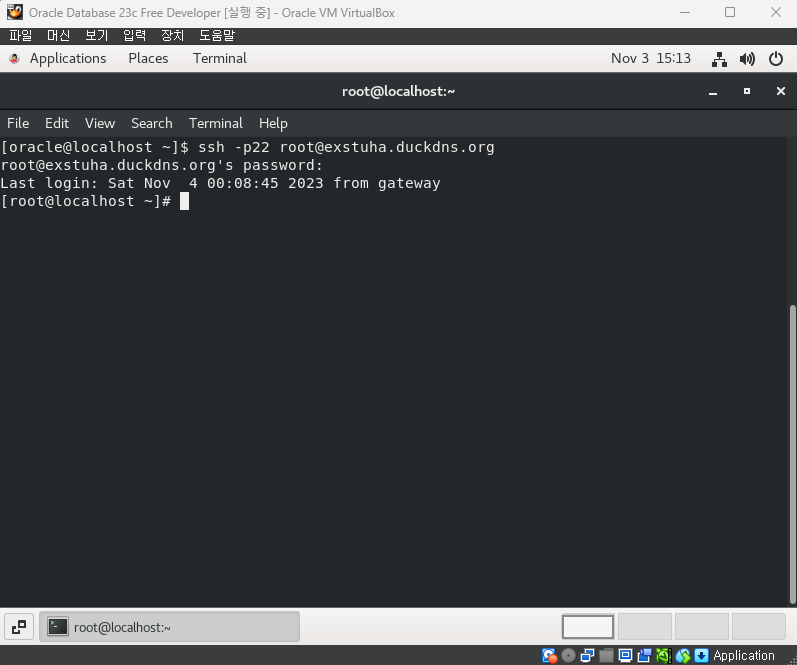 Oracle Database 23c Free Developer [실행 중] - Oracle VM VirtualBox
파일 머신 보기 입력 장치 도움말
Applications Places Terminal Nov 3 15:13
root@localhost:~
File Edit View Search Terminal Help
[oracle@localhost ~]$ ssh -p22 root@exstuha.duckdns.org
root@exstuha.duckdns.org's password:
Last login: Sat Nov  4 00:08:45 2023 from gateway
[root@localhost ~]#
root@localhost:~
Application